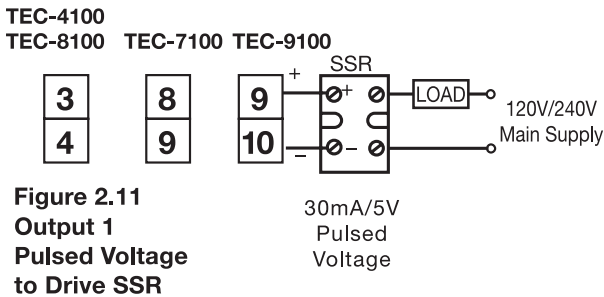 TEC-4100
TEC-8100 TEC-7100 TEC-9100
SSR
3 8 9 + + LOAD
4 9 10 – –
120V/240V
Main Supply
Figure 2.11
Output 1
Pulsed Voltage
to Drive SSR
30mA/5V
Pulsed
Voltage